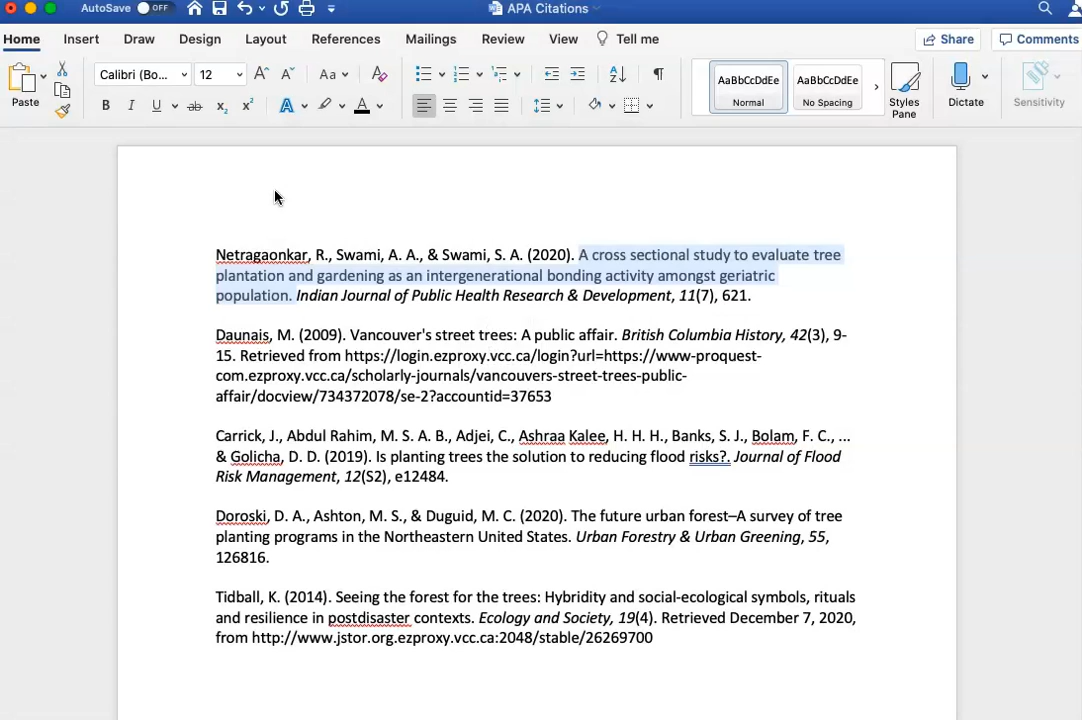 AutoSave OFF APA Citations
Home Insert Draw Design Layout References Mailings Review View Tell me Share Comments
Calibri (Bo... 12 A A Aa A AaBbCcDdEe AaBbCcDdEe
Paste B I U ab x₂ x² A A Normal No Spacing Styles Pane Dictate Sensitivity
Netragaonkar, R., Swami, A. A., & Swami, S. A. (2020). A cross sectional study to evaluate tree
plantation and gardening as an intergenerational bonding activity amongst geriatric
population. Indian Journal of Public Health Research & Development, 11(7), 621.
Daunais, M. (2009). Vancouver's street trees: A public affair. British Columbia History, 42(3), 9-
15. Retrieved from https://login.ezproxy.vcc.ca/login?url=https://www-proquest-
com.ezproxy.vcc.ca/scholarly-journals/vancouvers-street-trees-public-
affair/docview/734372078/se-2?accountid=37653
Carrick, J., Abdul Rahim, M. S. A. B., Adjei, C., Ashraa Kalee, H. H. H., Banks, S. J., Bolam, F. C., ...
& Golicha, D. D. (2019). Is planting trees the solution to reducing flood risks?. Journal of Flood
Risk Management, 12(S2), e12484.
Doroski, D. A., Ashton, M. S., & Duguid, M. C. (2020). The future urban forest–A survey of tree
planting programs in the Northeastern United States. Urban Forestry & Urban Greening, 55,
126816.
Tidball, K. (2014). Seeing the forest for the trees: Hybridity and social-ecological symbols, rituals
and resilience in postdisaster contexts. Ecology and Society, 19(4). Retrieved December 7, 2020,
from http://www.jstor.org.ezproxy.vcc.ca:2048/stable/26269700